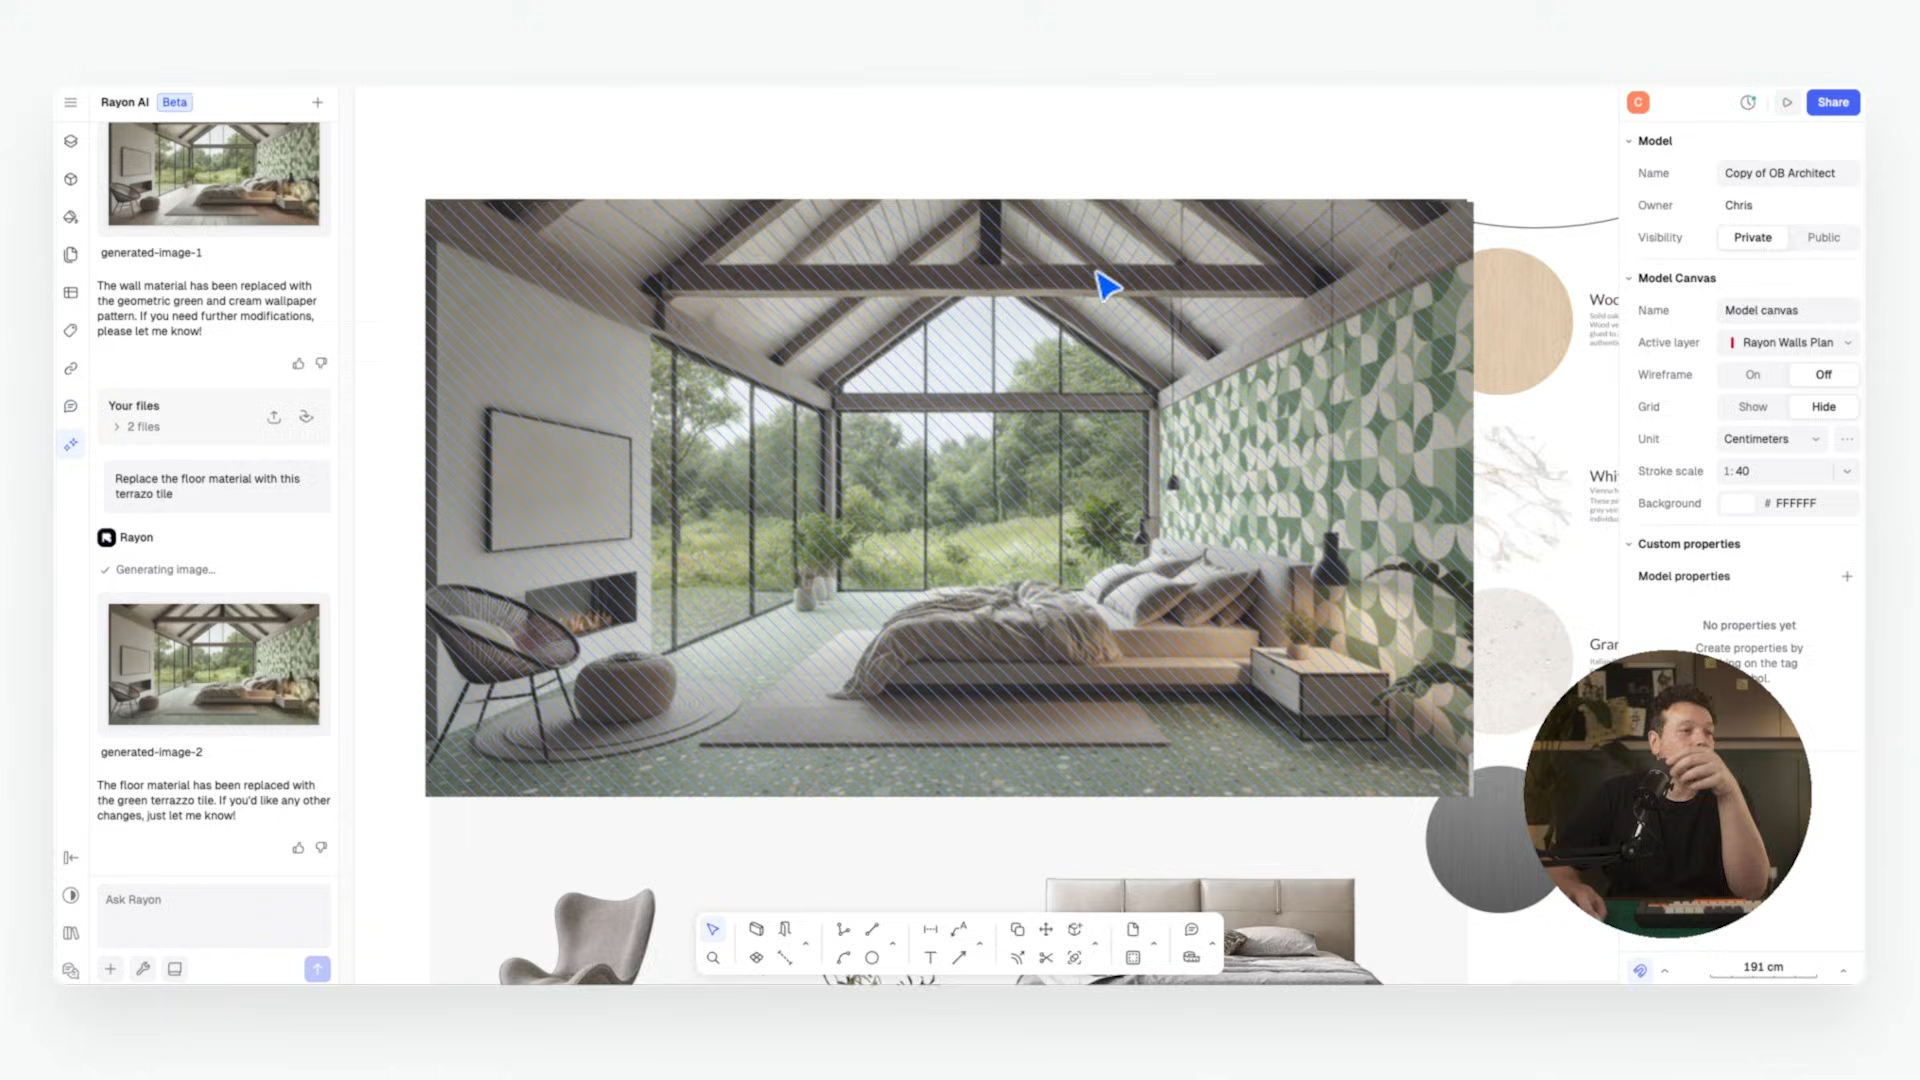 Rayon AI Beta
generated-image-1
The wall material has been replaced with
the geometric green and cream wallpaper
pattern. If you need further modifications,
please let me know!
Your files
2 files
Replace the floor material with this
terrazo tile
Rayon
Generating image...
generated-image-2
The floor material has been replaced with
the green terrazzo tile. If you'd like any other
changes, just let me know!
Ask Rayon
C
Share
Model
Name Copy of OB Architect
Owner Chris
Visibility Private Public
Model Canvas
Name Model canvas
Active layer Rayon Walls Plan
Wireframe On Off
Grid Show Hide
Unit Centimeters
Stroke scale 1: 40
Background # FFFFFF
Custom properties
Model properties
No properties yet
Create properties by
on the tag
191 cm